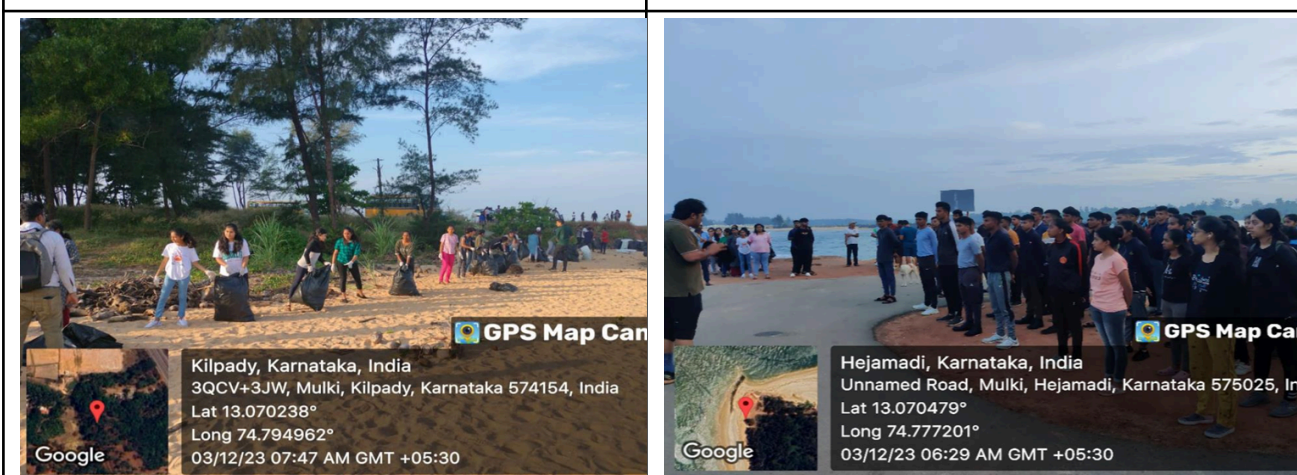 GPS Map Cam
Kilpady, Karnataka, India
3QCV+3JW, Mulki, Kilpady, Karnataka 574154, India
Lat 13.070238°
Long 74.794962°
03/12/23 07:47 AM GMT +05:30
Google
GPS Map Ca
Hejamadi, Karnataka, India
Unnamed Road, Mulki, Hejamadi, Karnataka 575025, In
Lat 13.070479°
Long 74.777201°
03/12/23 06:29 AM GMT +05:30
Google